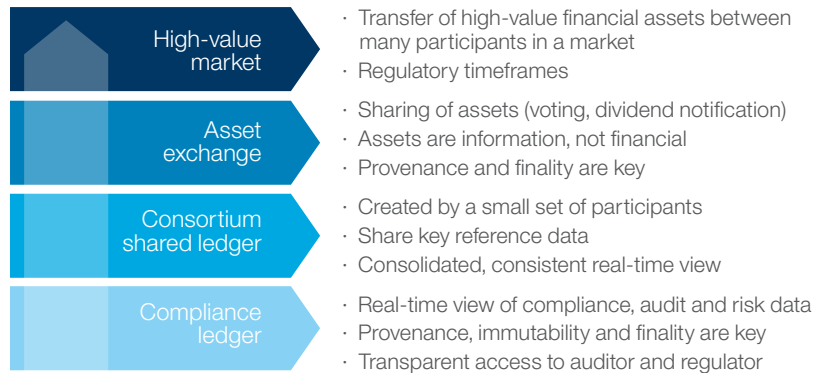 High-value
market
· Transfer of high-value financial assets between
many participants in a market
· Regulatory timeframes
Asset
exchange
· Sharing of assets (voting, dividend notification)
· Assets are information, not financial
· Provenance and finality are key
Consortium
shared ledger
· Created by a small set of participants
· Share key reference data
· Consolidated, consistent real-time view
Compliance
ledger
· Real-time view of compliance, audit and risk data
· Provenance, immutability and finality are key
· Transparent access to auditor and regulator